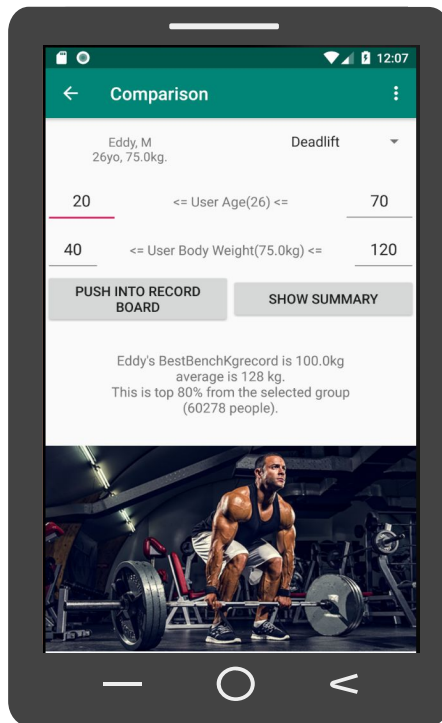 12:07
Comparison
Eddy, M
26yo, 75.0kg.
Deadlift
20 <= User Age(26) <= 70
40 <= User Body Weight(75.0kg) <= 120
PUSH INTO RECORD
BOARD
SHOW SUMMARY
Eddy's BestBenchKgrecord is 100.0kg
average is 128 kg.
This is top 80% from the selected group
(60278 people).